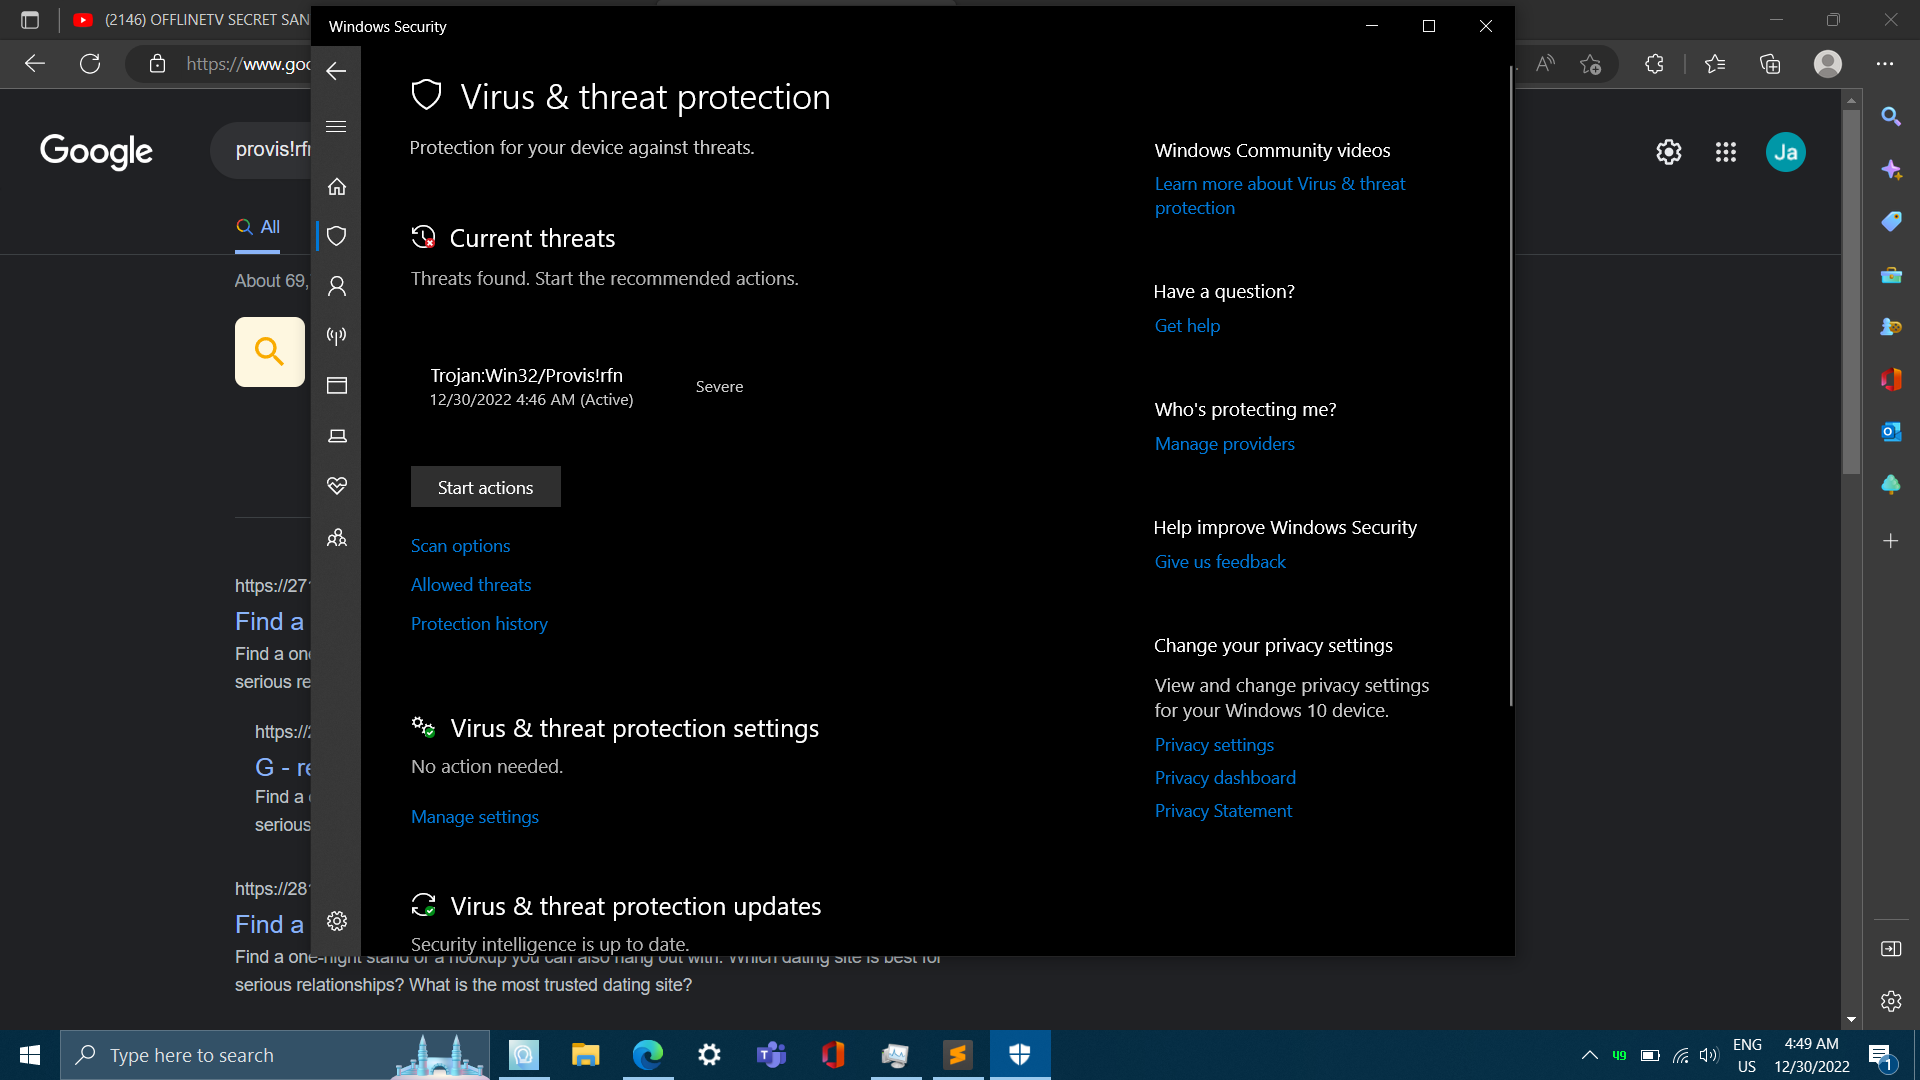 (2146) OFFLINETV SECRET SAN
Windows Security
https://www.goo
Google
provis!rfn
Ja
All
About 69,
Virus & threat protection
Protection for your device against threats.
Current threats
Threats found. Start the recommended actions.
Trojan:Win32/Provis!rfn
12/30/2022 4:46 AM (Active)
Severe
Start actions
Scan options
Allowed threats
Protection history
Virus & threat protection settings
No action needed.
Manage settings
Virus & threat protection updates
Security intelligence is up to date.
Windows Community videos
Learn more about Virus & threat
protection
Have a question?
Get help
Who's protecting me?
Manage providers
Help improve Windows Security
Give us feedback
Change your privacy settings
View and change privacy settings
for your Windows 10 device.
Privacy settings
Privacy dashboard
Privacy Statement
https://27
Find a
Find a on
serious re
https://
G - re
Find a
serious
https://28
Find a
Find a one-night stand or a hookup you can also hang out with. Which dating site is best for
serious relationships? What is the most trusted dating site?
Type here to search
49
ENG
US
4:49 AM
12/30/2022
1